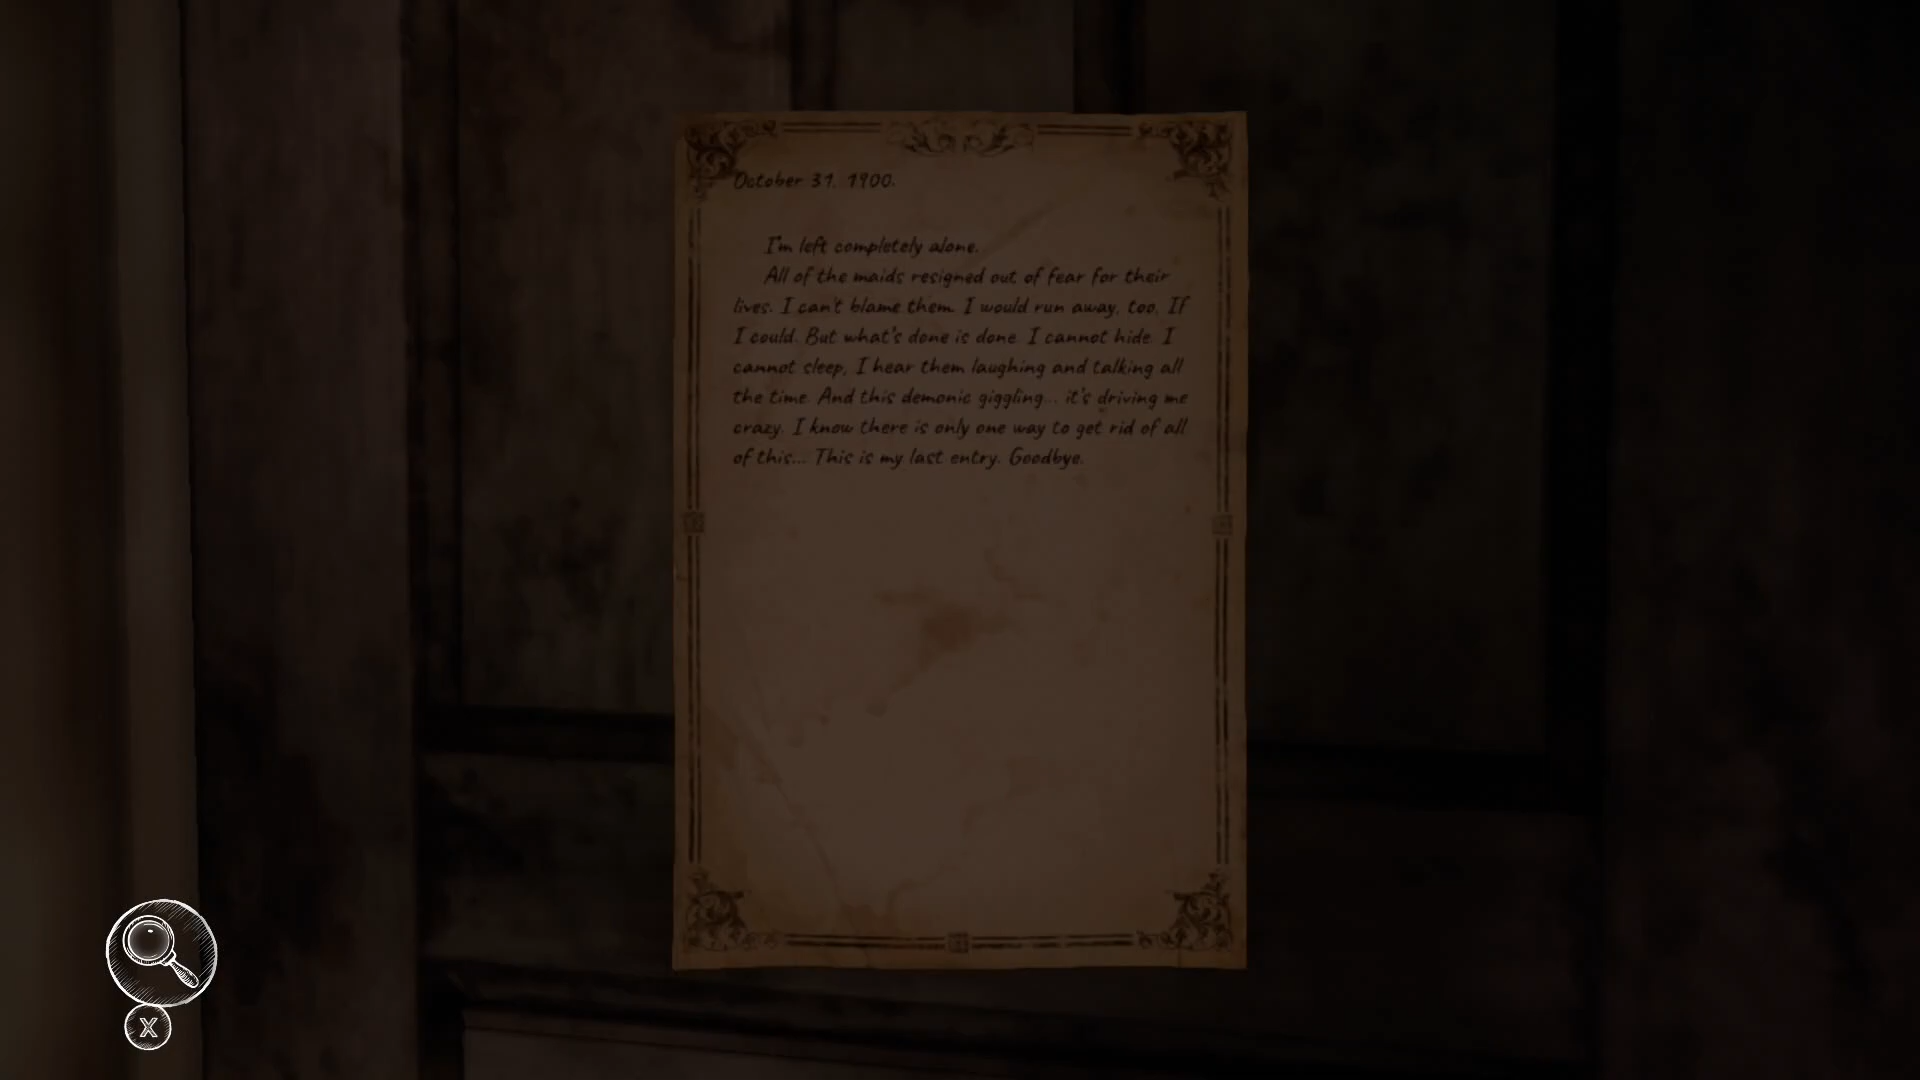 October 31. 1900.
I'm left completely alone.
All of the maids resigned out of fear for their
lives. I can't blame them. I would run away, too. If
I could. But what's done is done. I cannot hide. I
cannot sleep, I hear them laughing and talking all
the time. And this demonic giggling... it's driving me
crazy. I know there is only one way to get rid of all
of this... This is my last entry. Goodbye.
X